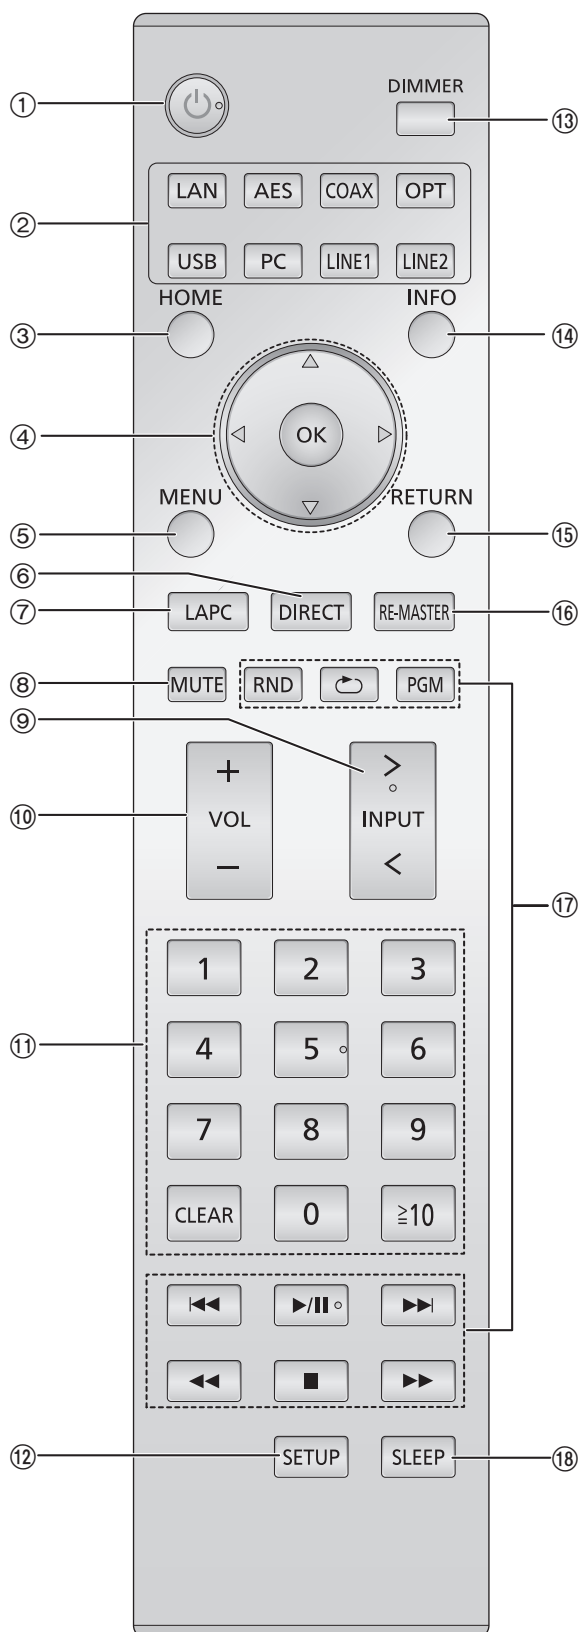 DIMMER
① ⑬
LAN AES COAX OPT
②
USB PC LINE1 LINE2
HOME INFO
③ ⑭
④ OK
MENU RETURN
⑤ ⑮
⑥
⑦ LAPC DIRECT RE-MASTER ⑯
⑧ MUTE RND PGM
⑨
+ >
⑩ VOL INPUT
− <
⑰
1 2 3
⑪ 4 5 6
7 8 9
CLEAR 0 ≧10
⑫ SETUP SLEEP ⑱